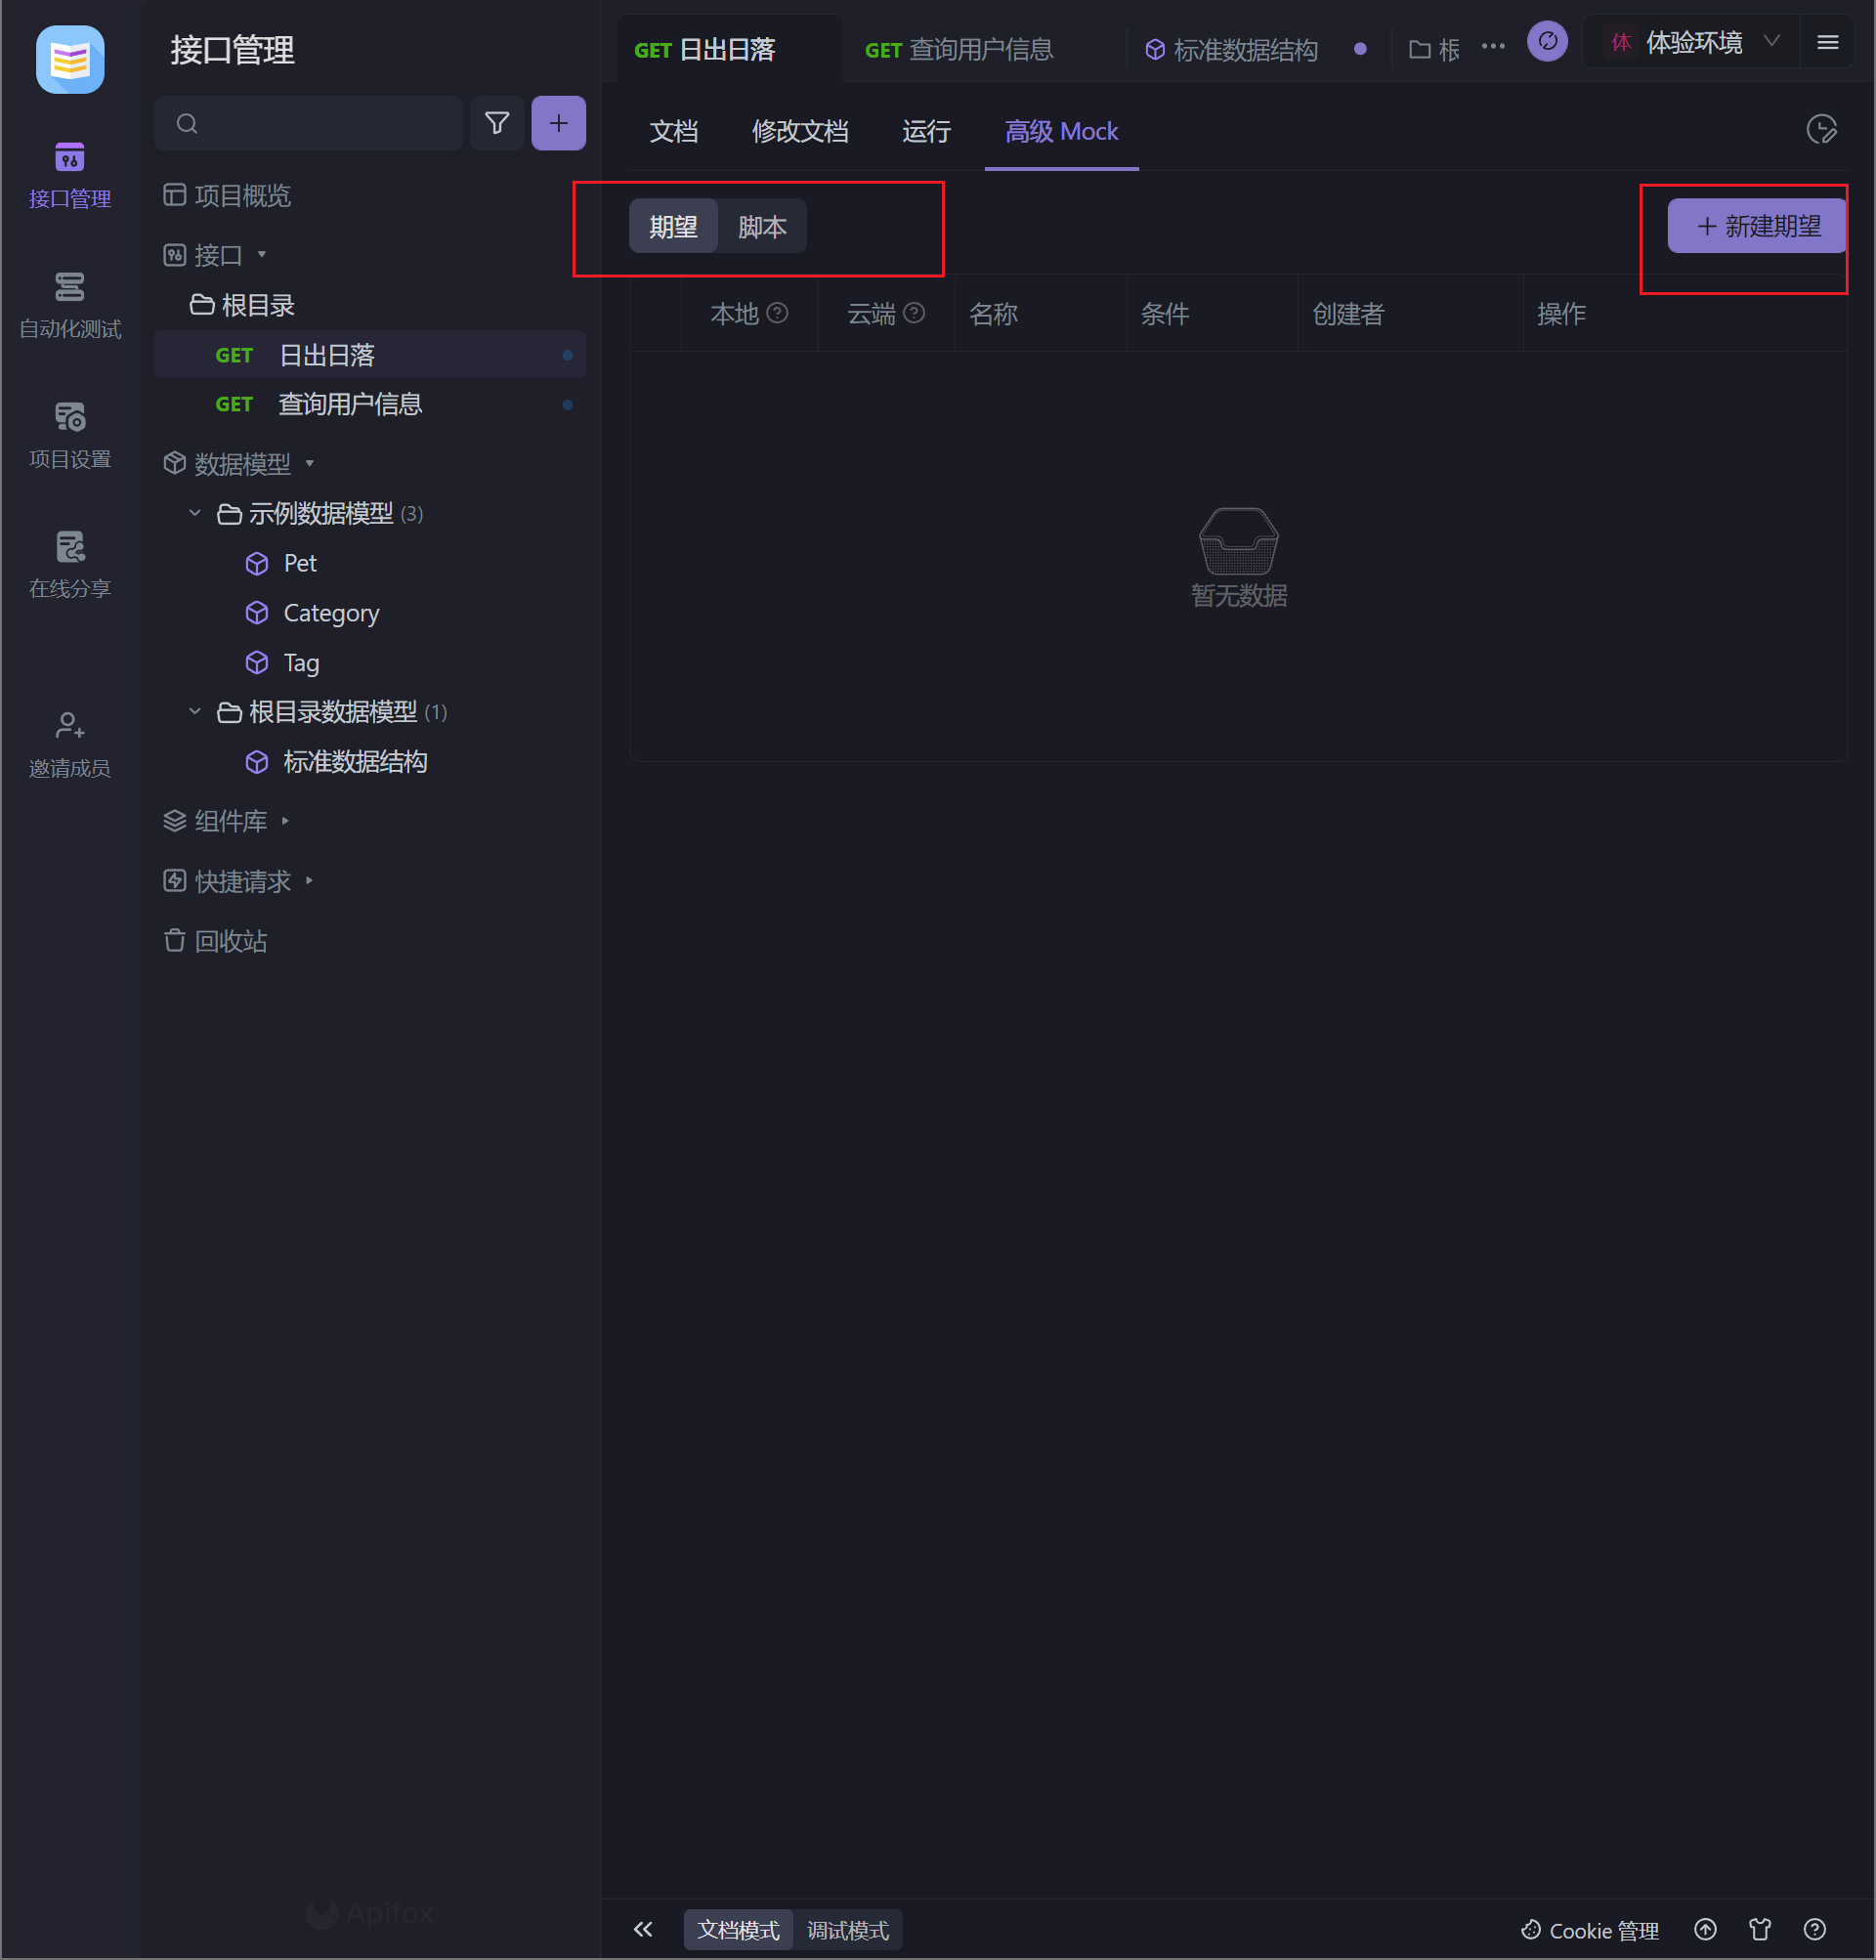 接口管理
自动化测试
项目设置
在线分享
邀请成员
接口管理
项目概览
接口
根目录
GET 日出日落
GET 查询用户信息
数据模型
示例数据模型 (3)
Pet
Category
Tag
根目录数据模型 (1)
标准数据结构
组件库
快捷请求
回收站
Apifox
GET 日出日落 GET 查询用户信息 标准数据结构 根 体 体验环境
文档 修改文档 运行 高级 Mock
期望 脚本 新建期望
本地 云端 名称 条件 创建者 操作
暂无数据
文档模式 调试模式 Cookie 管理